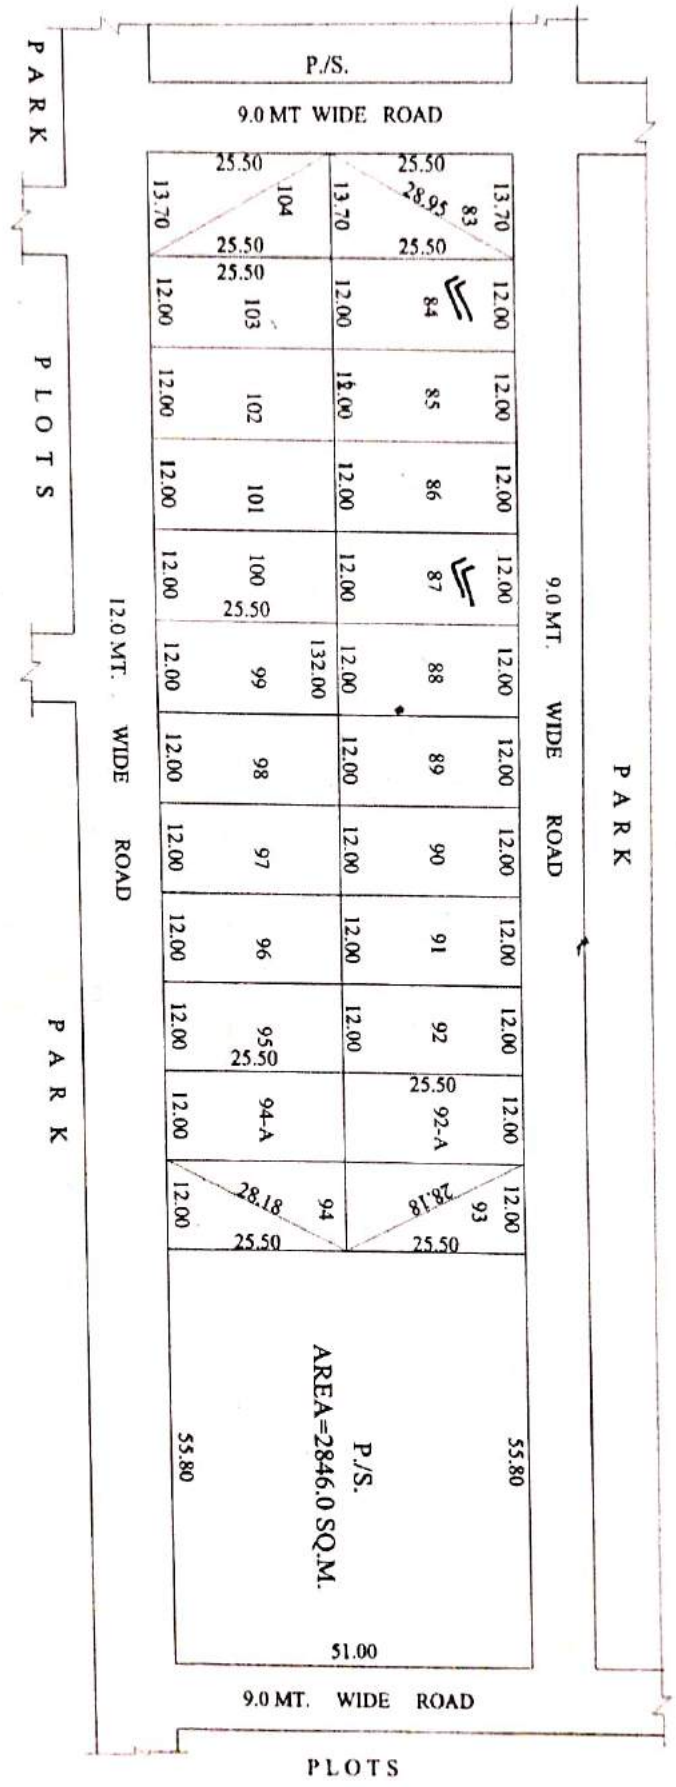 P./S.
PARK
9.0 MT WIDE ROAD
25.50 25.50
13.70 104 13.70 28.95 83 13.70
25.50 25.50
25.50
12.00 103 12.00 84 12.00
12.00 102 12.00 85 12.00
12.00 101 12.00 86 12.00
12.00 100 12.00 87 12.00
25.50
PLOTS
12.00 99 132.00 12.00 88 12.00
12.00 98 12.00 89 12.00
12.00 97 12.00 90 12.00
12.00 96 12.00 91 12.00
12.00 95 12.00 92 12.00
25.50 25.50
12.00 94-A 92-A 12.00
12.00 28.18 94 28.18 93 12.00
25.50 25.50
12.0 MT. WIDE ROAD
9.0 MT. WIDE ROAD
PARK
PARK
55.80
P./S.
AREA=2846.0 SQ.M.
55.80
51.00
9.0 MT. WIDE ROAD
PLOTS